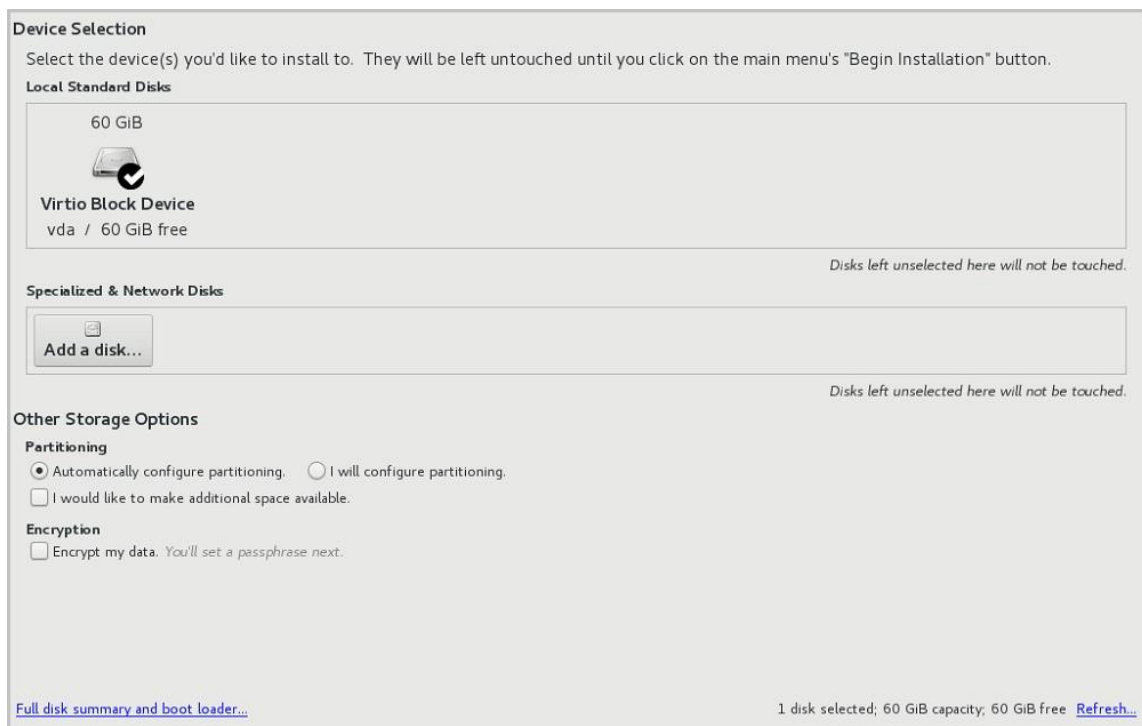 Device Selection
Select the device(s) you'd like to install to. They will be left untouched until you click on the main menu's "Begin Installation" button.
Local Standard Disks
60 GiB
Virtio Block Device
vda / 60 GiB free
Disks left unselected here will not be touched.
Specialized & Network Disks
Add a disk...
Disks left unselected here will not be touched.
Other Storage Options
Partitioning
Automatically configure partitioning. I will configure partitioning.
I would like to make additional space available.
Encryption
Encrypt my data. You'll set a passphrase next.
Full disk summary and boot loader... 1 disk selected; 60 GiB capacity; 60 GiB free Refresh...